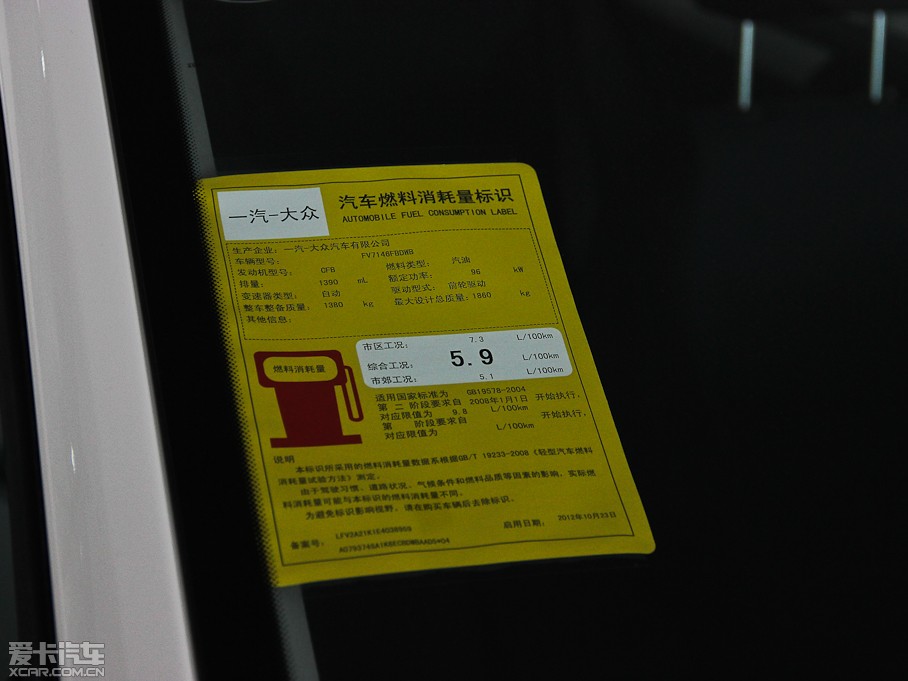 一汽-大众
汽车燃料消耗量标识
AUTOMOBILE FUEL CONSUMPTION LABEL
生产企业：一汽-大众汽车有限公司
车辆型号： FV7146FBDWB
发动机型号： CFB 燃料类型： 汽油
排量： 1390 mL 额定功率： 96 kW
变速器类型： 自动 驱动型式： 前轮驱动
整车整备质量： 1380 kg 最大设计总质量：1860 kg
其他信息：
市区工况： 7.3 L/100km
综合工况： 5.9 L/100km
市郊工况： 5.1 L/100km
燃料消耗量
适用国家标准为 GB19578-2004
第 二 阶段要求自 2008年1月1日 开始执行，
对应限值为 9.8 L/100km
第 阶段要求自 开始执行，
对应限值为 L/100km
说明
本标识所采用的燃料消耗量数据系根据GB/T 19233-2008《轻型汽车燃料
消耗量试验方法》测定。
由于驾驶习惯、道路状况、气候条件和燃料品质等因素的影响，实际燃
料消耗量可能与本标识的燃料消耗量不同。
为避免标识影响视野，请在购买车辆后去除标识。
备案号： 启用日期： 2012年10月23日
爱卡汽车
XCAR.COM.CN